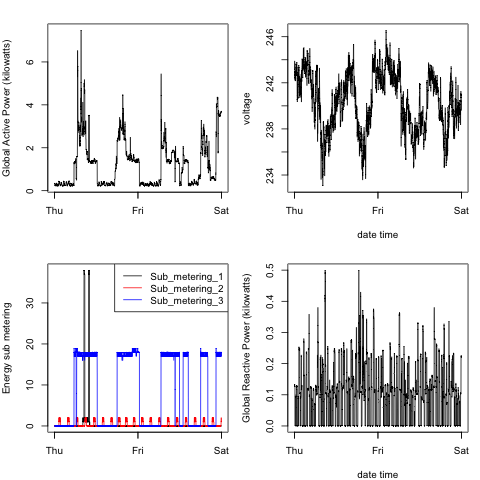 Global Active Power (kilowatts)
0 2 4 6
Thu Fri Sat
voltage
234 238 242 246
Thu Fri Sat
date time
Energy sub metering
0 10 20 30
Sub_metering_1
Sub_metering_2
Sub_metering_3
Thu Fri Sat
Global Reactive Power (kilowatts)
0.0 0.1 0.2 0.3 0.4 0.5
Thu Fri Sat
date time